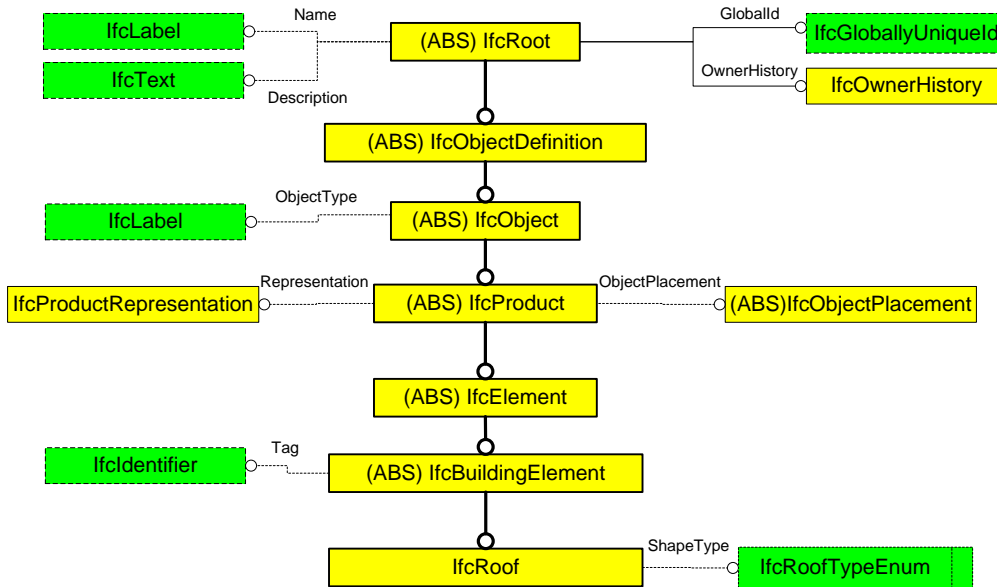 IfcLabel
Name
(ABS) IfcRoot
GlobalId
IfcGloballyUniqueId
IfcText
Description
OwnerHistory
IfcOwnerHistory
(ABS) IfcObjectDefinition
ObjectType
IfcLabel
(ABS) IfcObject
Representation
IfcProductRepresentation
(ABS) IfcProduct
ObjectPlacement
(ABS)IfcObjectPlacement
(ABS) IfcElement
Tag
IfcIdentifier
(ABS) IfcBuildingElement
IfcRoof
ShapeType
IfcRoofTypeEnum